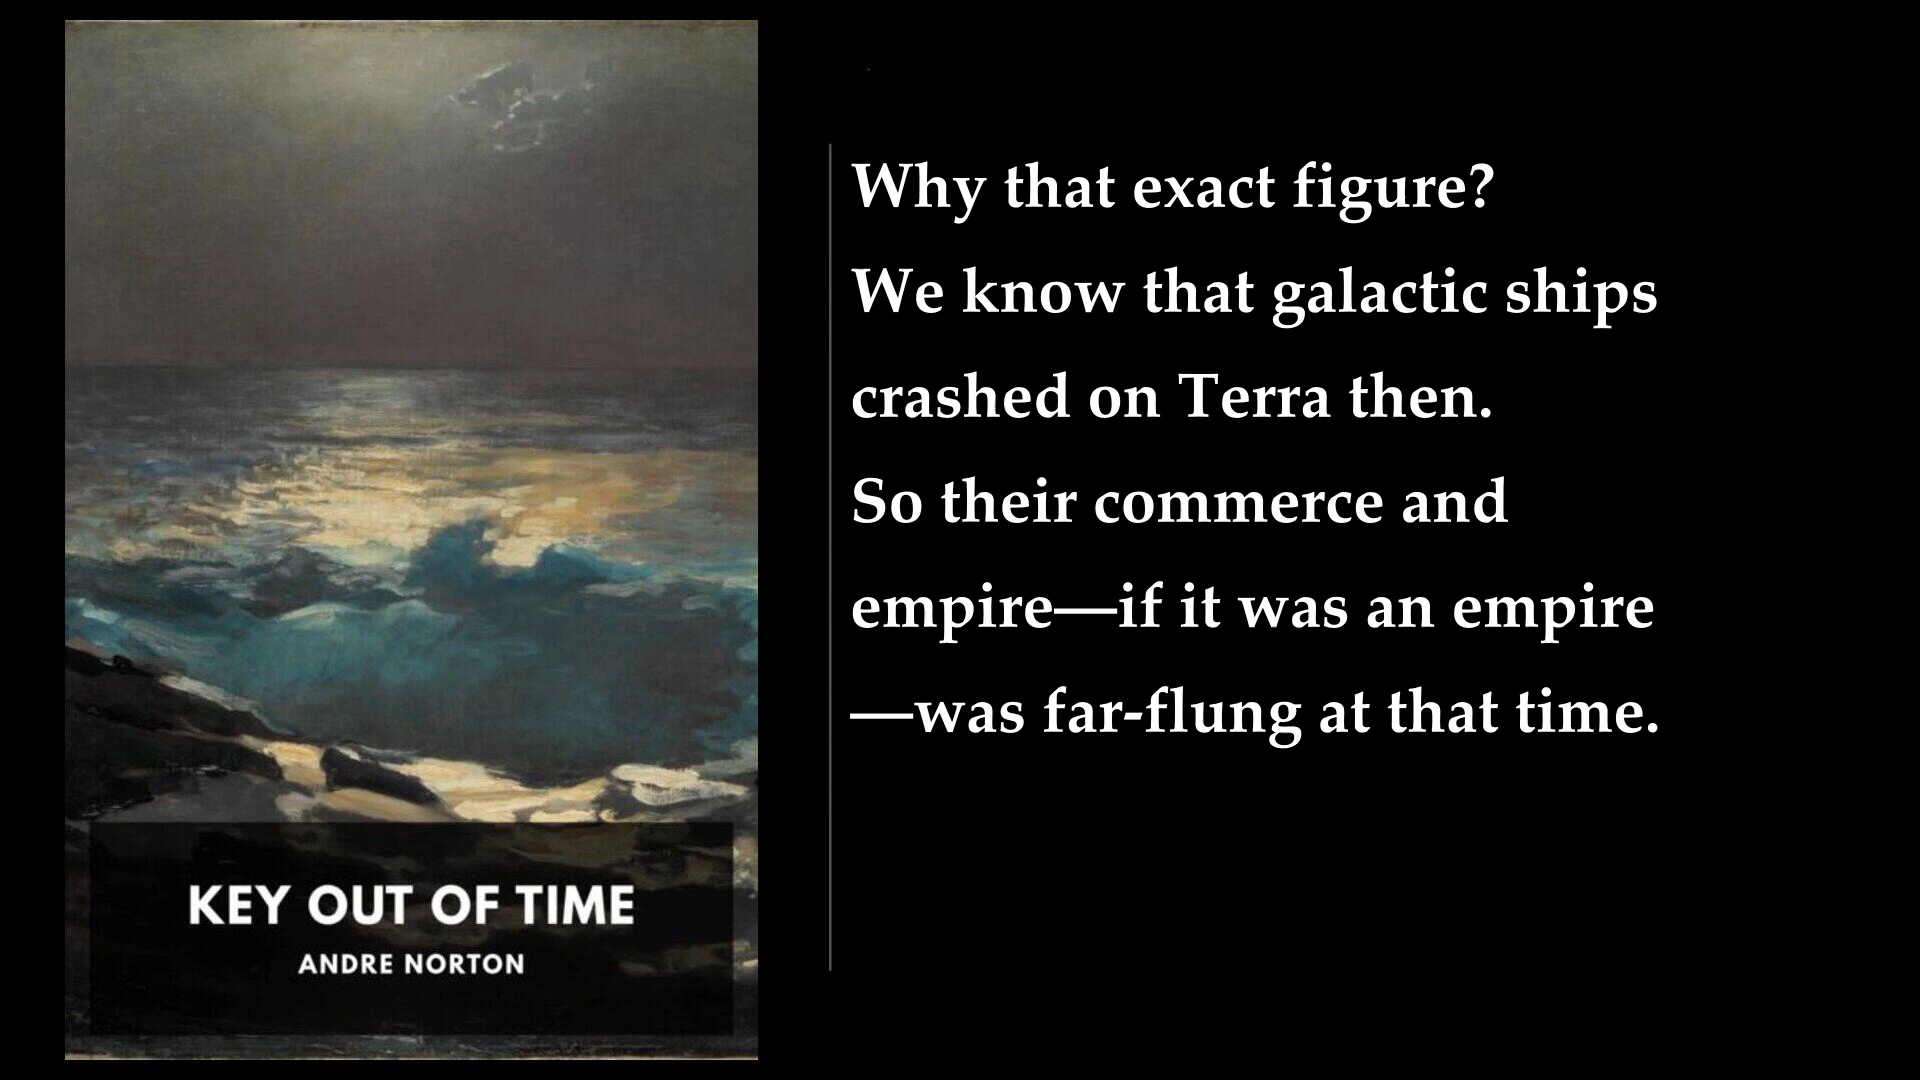 KEY OUT OF TIME
ANDRE NORTON
Why that exact figure?
We know that galactic ships
crashed on Terra then.
So their commerce and
empire—if it was an empire
—was far-flung at that time.